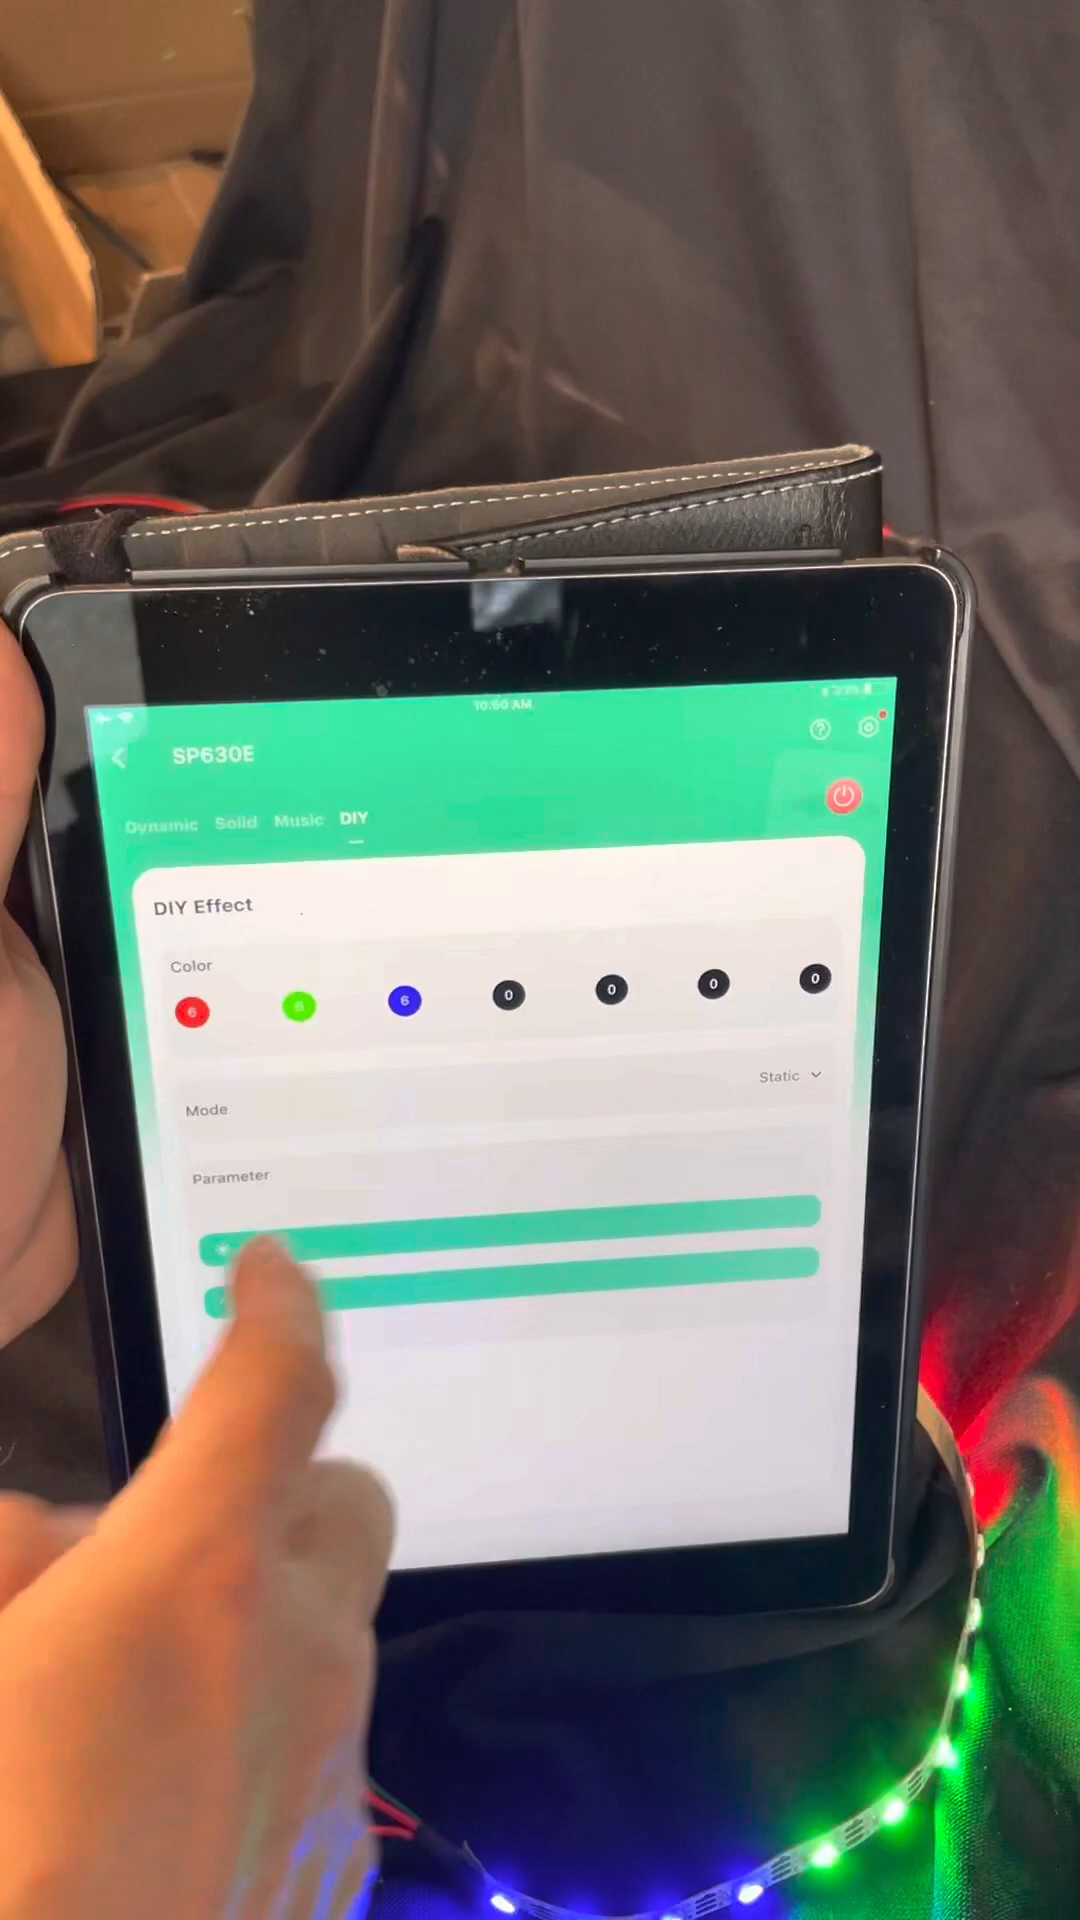 10:50 AM
SP630E
Dynamic Solid Music DIY
DIY Effect
Color
6 6 6 0 0 0 0
Static
Mode
Parameter